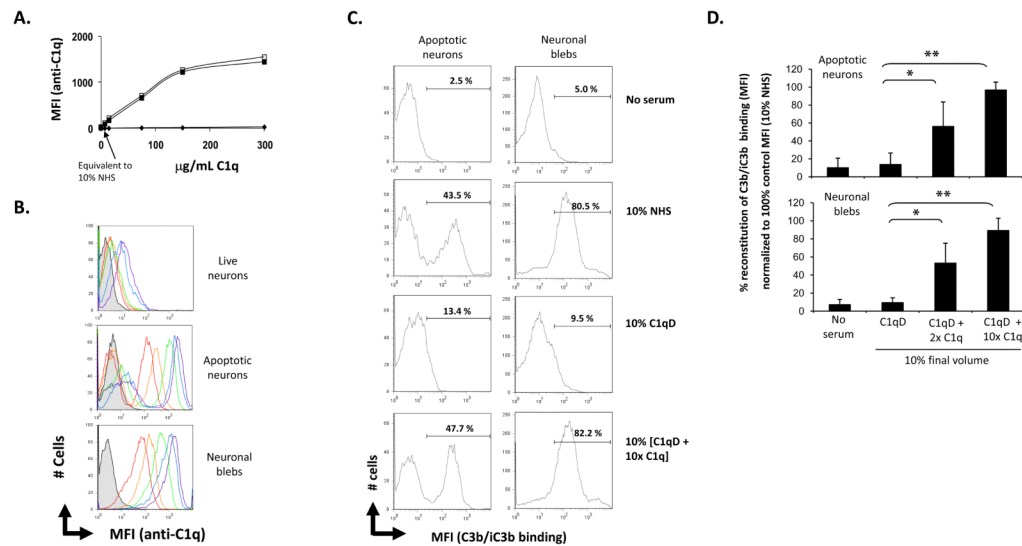 A.
MFI (anti-C1q)
2000
1000
0
0
100
200
300
µg/mL C1q
Equivalent to
10% NHS
B.
Live
neurons
Apoptotic
neurons
Neuronal
blebs
# Cells
MFI (anti-C1q)
C.
Apoptotic
neurons
Neuronal
blebs
2.5 %
5.0 %
No serum
43.5 %
80.5 %
10% NHS
13.4 %
9.5 %
10% C1qD
47.7 %
82.2 %
10% [C1qD +
10x C1q]
# cells
MFI (C3b/iC3b binding)
D.
% reconstitution of C3b/iC3b binding (MFI)
normalized to 100% control MFI (10% NHS)
Apoptotic
neurons
**
*
120
100
80
60
40
20
0
Neuronal
blebs
**
*
120
100
80
60
40
20
0
No
serum
C1qD
C1qD +
2x C1q
C1qD +
10x C1q
10% final volume